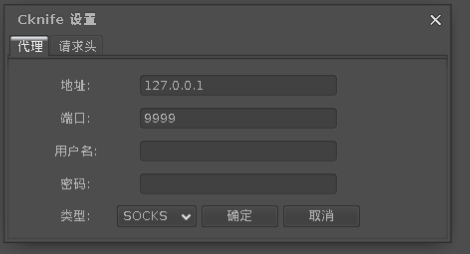 Cknife 设置
代理 请求头
地址: 127.0.0.1
端口: 9999
用户名:
密码:
类型: SOCKS 确定 取消